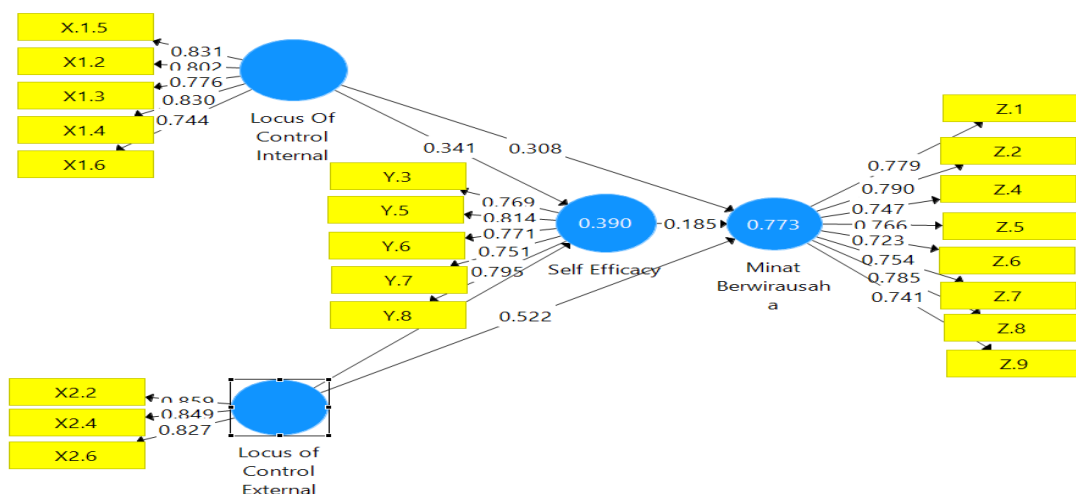 X.1.5
X1.2
X1.3
X1.4
X1.6
0.831
0.802
0.776
0.830
0.744
Locus Of
Control
Internal
0.341
0.308
Y.3
Y.5
Y.6
Y.7
Y.8
0.769
0.814
0.771
0.751
0.795
0.390
Self Efficacy
0.185
0.773
Minat
Berwirausah
a
0.522
Z.1
Z.2
Z.4
Z.5
Z.6
Z.7
Z.8
Z.9
0.779
0.790
0.747
0.766
0.723
0.754
0.785
0.741
X2.2
X2.4
X2.6
0.859
0.849
0.827
Locus of
Control
External